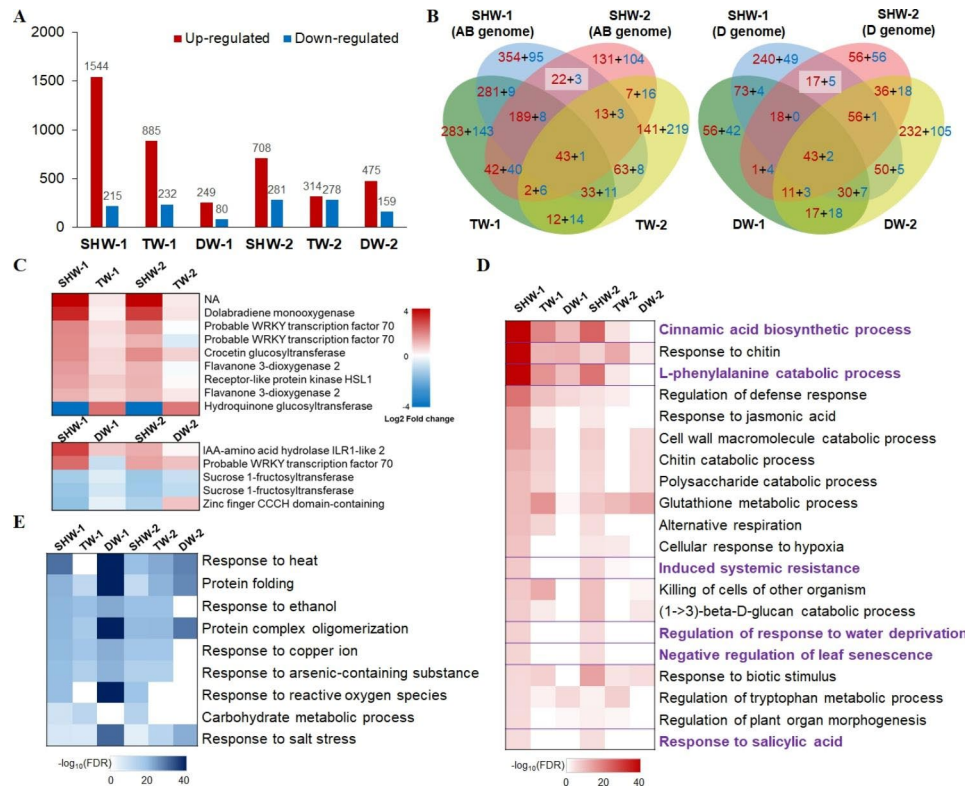 A
Up-regulated Down-regulated
2000
1500
1000
500
0
1544
215
885
232
249
80
708
281
314
278
475
159
SHW-1 TW-1 DW-1 SHW-2 TW-2 DW-2
B
SHW-1
(AB genome)
SHW-2
(AB genome)
354+95
131+104
22+3
281+9
7+16
189+8
13+3
283+143
141+219
43+1
42+40
63+8
2+6
33+11
12+14
TW-1
TW-2
SHW-1
(D genome)
SHW-2
(D genome)
240+49
56+56
17+5
73+4
36+18
18+0
56+1
56+42
232+105
43+2
1+4
50+5
11+3
30+7
17+18
DW-1
DW-2
C
SHW-1 TW-1 SHW-2 TW-2
NA
Dolabradiene monooxygenase
Probable WRKY transcription factor 70
Probable WRKY transcription factor 70
Crocetin glucosyltransferase
Flavanone 3-dioxygenase 2
Receptor-like protein kinase HSL1
Flavanone 3-dioxygenase 2
Hydroquinone glucosyltransferase
4
0
-4
Log2 Fold change
SHW-1 DW-1 SHW-2 DW-2
IAA-amino acid hydrolase ILR1-like 2
Probable WRKY transcription factor 70
Sucrose 1-fructosyltransferase
Sucrose 1-fructosyltransferase
Zinc finger CCCH domain-containing
D
SHW-1 TW-1 DW-1 SHW-2 TW-2 DW-2
Cinnamic acid biosynthetic process
Response to chitin
L-phenylalanine catabolic process
Regulation of defense response
Response to jasmonic acid
Cell wall macromolecule catabolic process
Chitin catabolic process
Polysaccharide catabolic process
Glutathione metabolic process
Alternative respiration
Cellular response to hypoxia
Induced systemic resistance
Killing of cells of other organism
(1->3)-beta-D-glucan catabolic process
Regulation of response to water deprivation
Negative regulation of leaf senescence
Response to biotic stimulus
Regulation of tryptophan metabolic process
Regulation of plant organ morphogenesis
Response to salicylic acid
-log10(FDR)
0 20 40
E
SHW-1 TW-1 DW-1 SHW-2 TW-2 DW-2
Response to heat
Protein folding
Response to ethanol
Protein complex oligomerization
Response to copper ion
Response to arsenic-containing substance
Response to reactive oxygen species
Carbohydrate metabolic process
Response to salt stress
-log10(FDR)
0 20 40